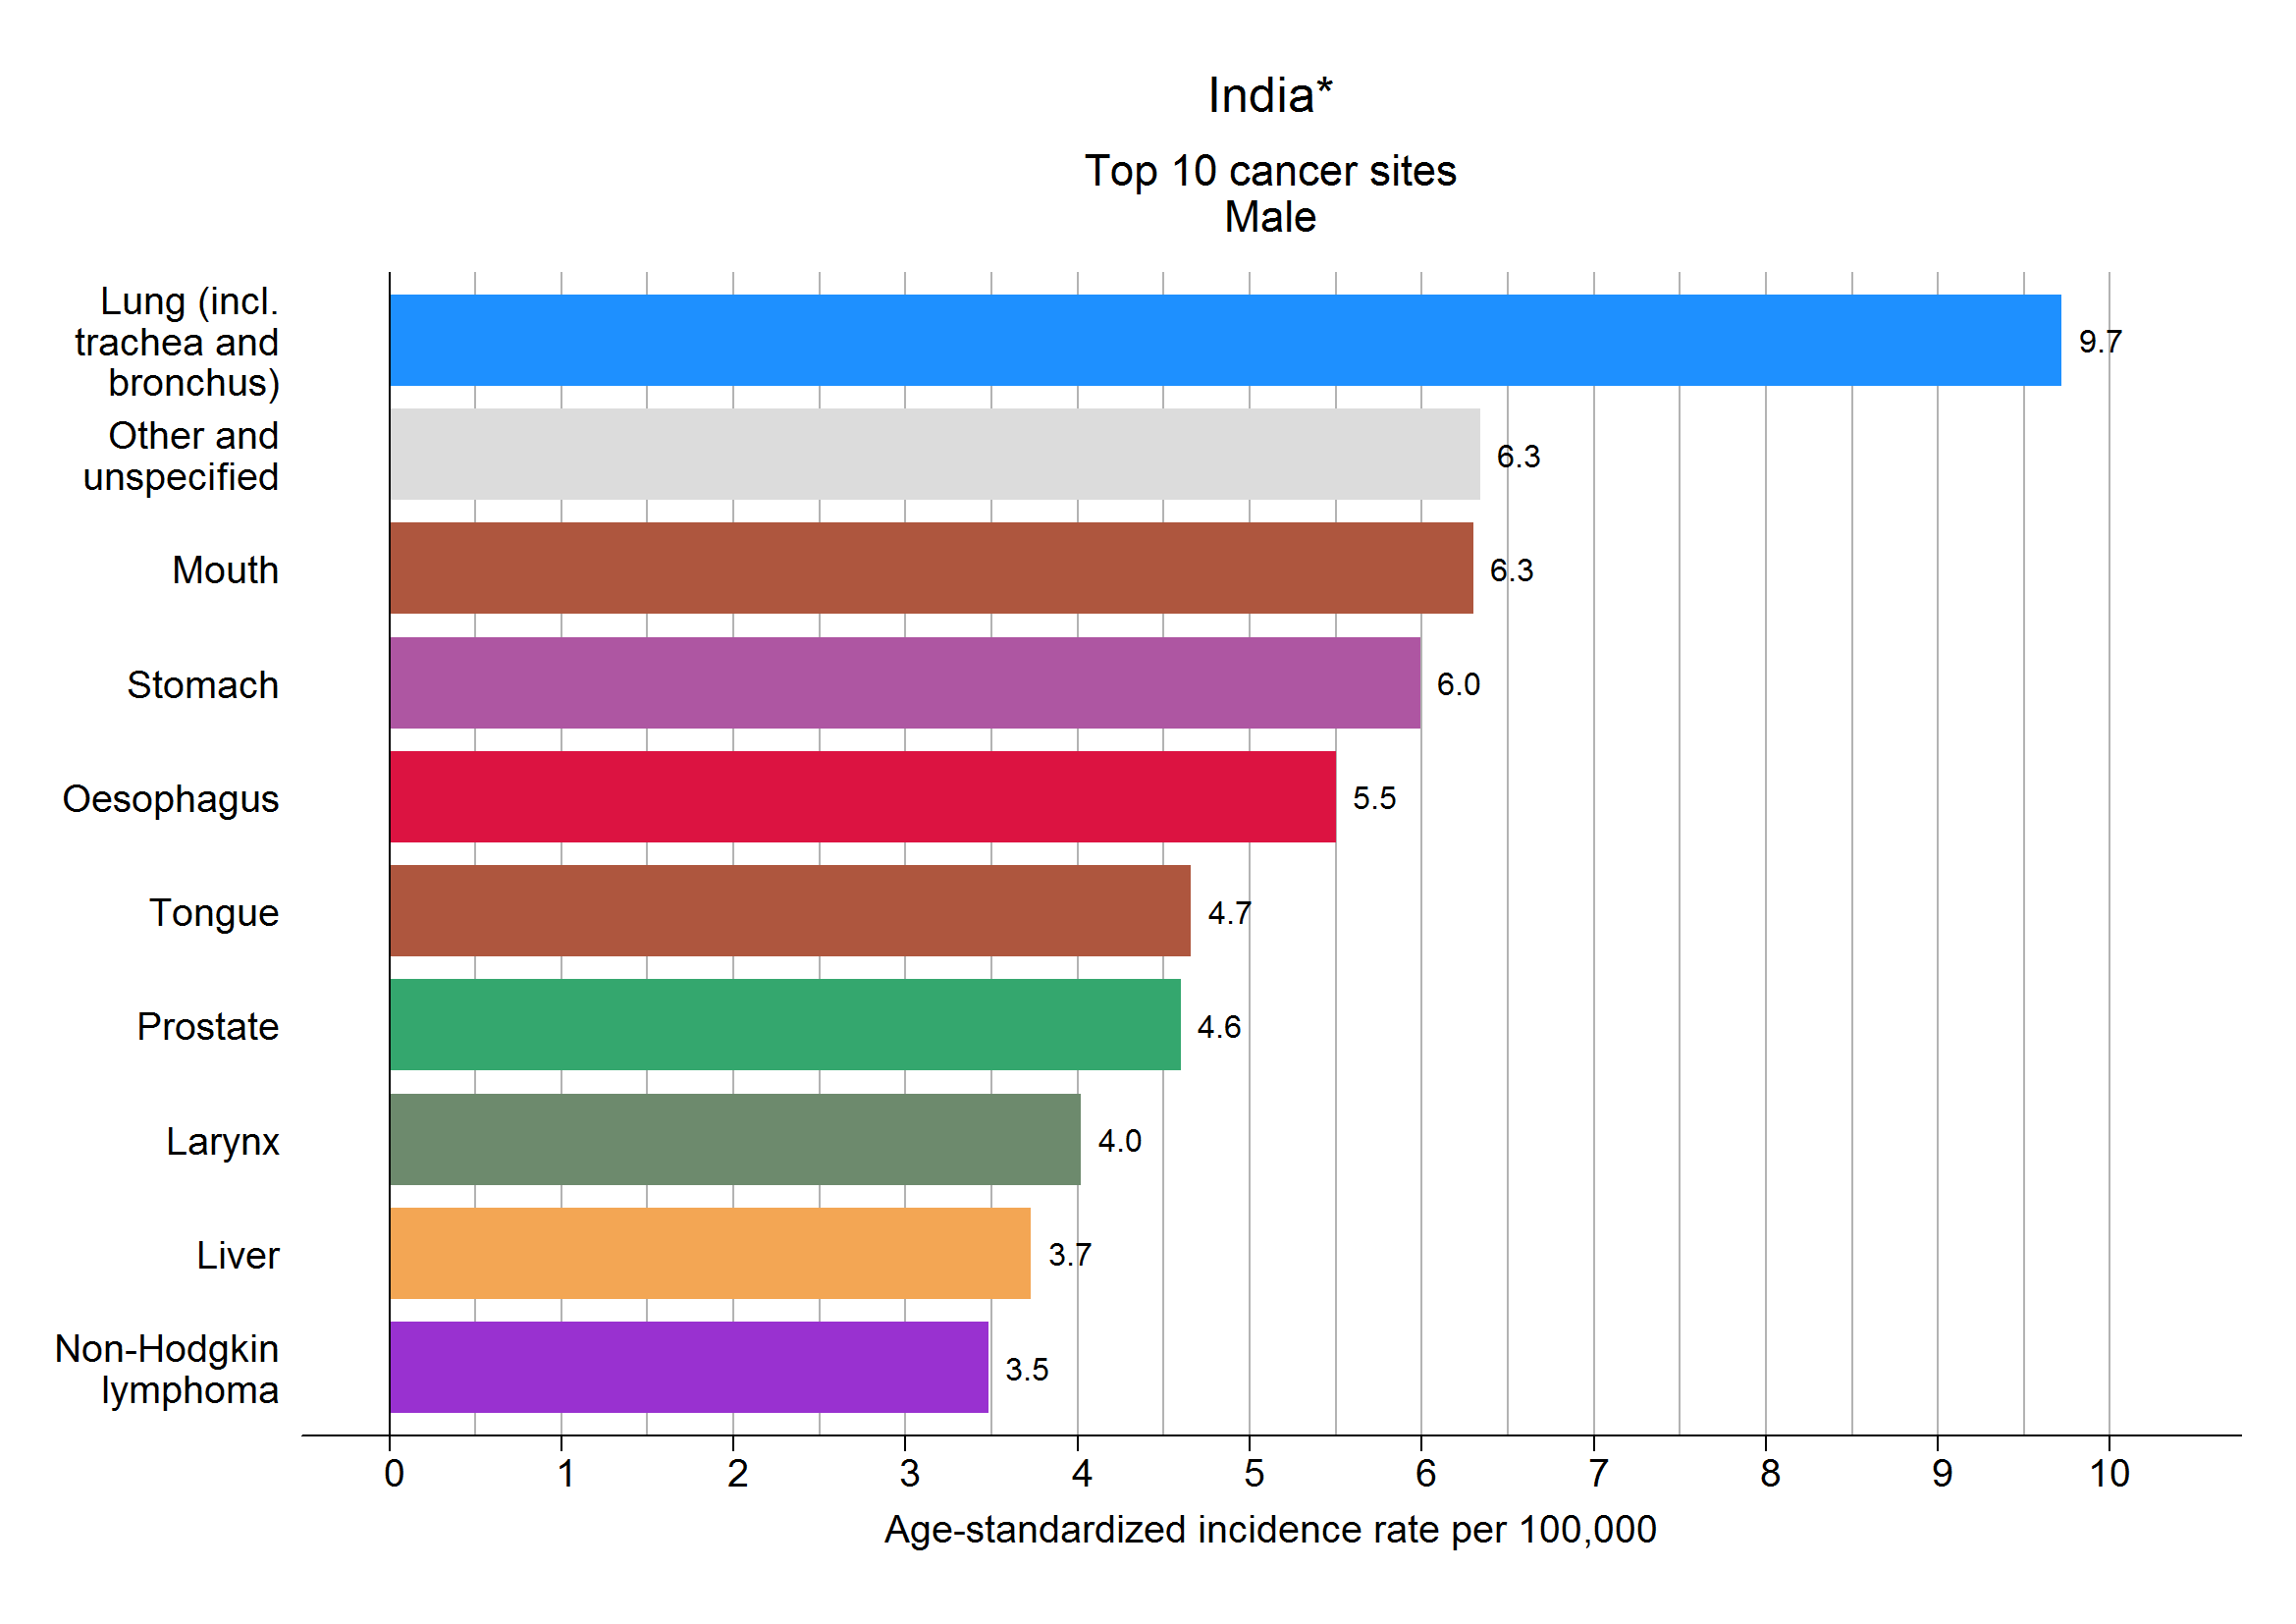 India*
Top 10 cancer sites
Male
Lung (incl.
trachea and
bronchus)
9.7
Other and
unspecified
6.3
Mouth
6.3
Stomach
6.0
Oesophagus
5.5
Tongue
4.7
Prostate
4.6
Larynx
4.0
Liver
3.7
Non-Hodgkin
lymphoma
3.5
0 1 2 3 4 5 6 7 8 9 10
Age-standardized incidence rate per 100,000